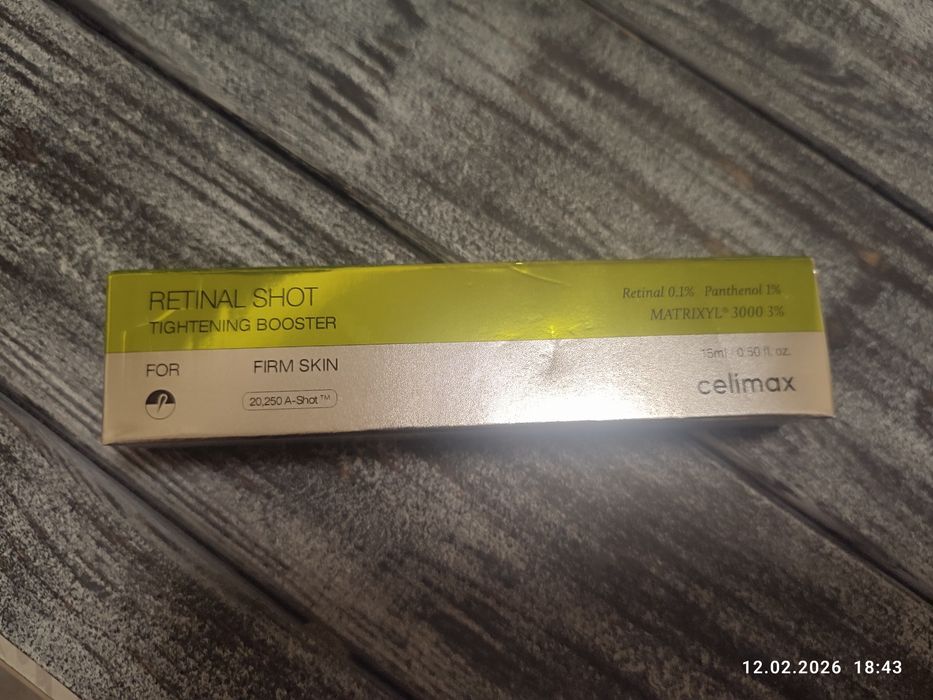 RETINAL SHOT
TIGHTENING BOOSTER
Retinal 0.1% Panthenol 1%
MATRIXYL® 3000 3%
FOR FIRM SKIN
20,250 A-Shot™
15ml / 0.50 fl. oz.
celimax
12.02.2026 18:43